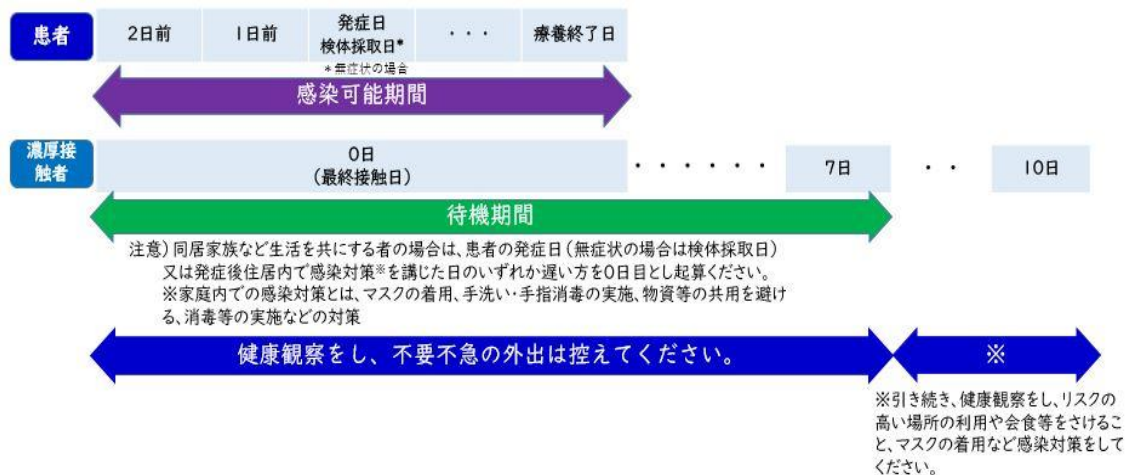 患者
2日前
1日前
発症日
検体採取日*
・・・
療養終了日
*無症状の場合
感染可能期間
濃厚接
触者
0日
(最終接触日)
・・・・・・
7日
・・
10日
待機期間
注意)同居家族など生活を共にする者の場合は、患者の発症日(無症状の場合は検体採取日)
又は発症後住居内で感染対策※を講じた日のいずれか遅い方を0日目とし起算ください。
※家庭内での感染対策とは、マスクの着用、手洗い・手指消毒の実施、物資等の共用を避け
る、消毒等の実施などの対策
健康観察をし、不要不急の外出は控えてください。
※
※引き続き、健康観察をし、リスクの
高い場所の利用や会食等をさけるこ
と、マスクの着用など感染対策をして
ください。